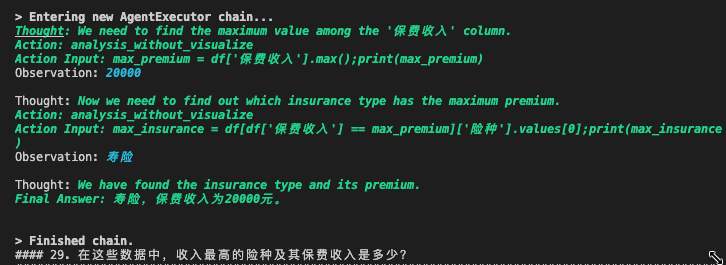 > Entering new AgentExecutor chain...
Thought: We need to find the maximum value among the '保费收入' column.
Action: analysis_without_visualize
Action Input: max_premium = df['保费收入'].max();print(max_premium)
Observation: 20000
Thought: Now we need to find out which insurance type has the maximum premium.
Action: analysis_without_visualize
Action Input: max_insurance = df[df['保费收入'] == max_premium]['险种'].values[0];print(max_insurance
)
Observation: 寿险
Thought: We have found the insurance type and its premium.
Final Answer: 寿险，保费收入为20000元。
> Finished chain.
#### 29. 在这些数据中，收入最高的险种及其保费收入是多少？